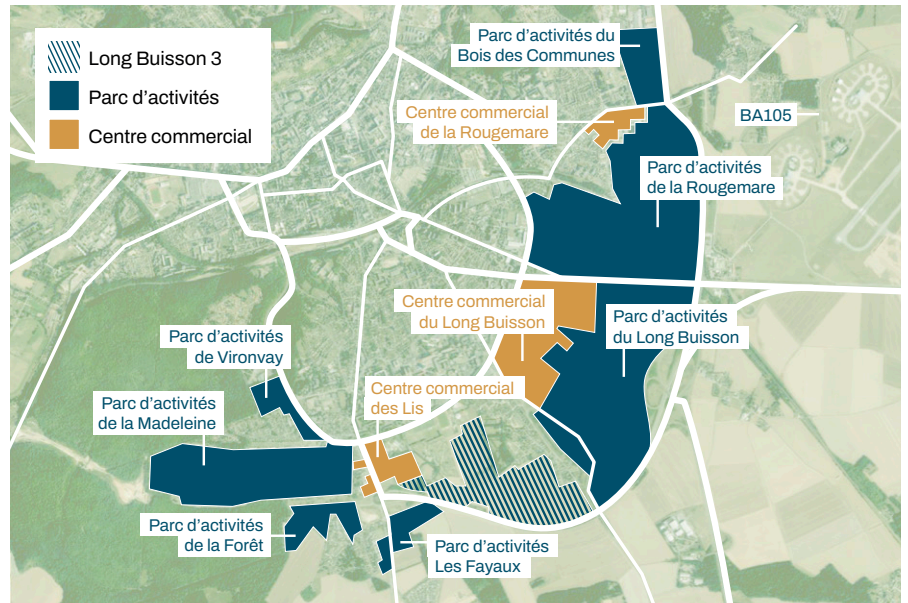 Long Buisson 3
Parc d'activités
Centre commercial
Parc d'activités du
Bois des Communes
Centre commercial
de la Rougemare
BA105
Parc d'activités
de la Rougemare
Centre commercial
du Long Buisson
Parc d'activités
du Long Buisson
Parc d'activités
de Vironvay
Centre commercial
des Lis
Parc d'activités
de la Madeleine
Parc d'activités
de la Forêt
Parc d'activités
Les Fayaux